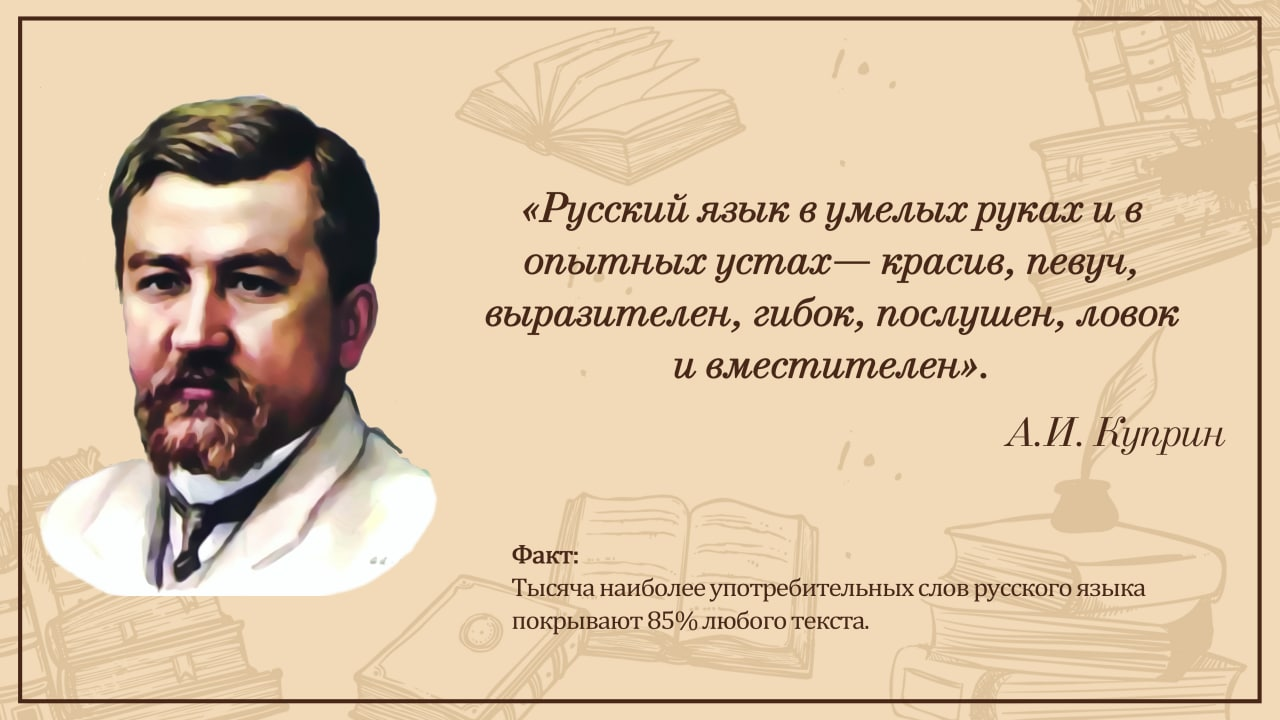 «Русский язык в умелых руках и в
опытных устах— красив, певуч,
выразителен, гибок, послушен, ловок
и вместителен».
А.И. Куприн
Факт:
Тысяча наиболее употребительных слов русского языка
покрывают 85% любого текста.